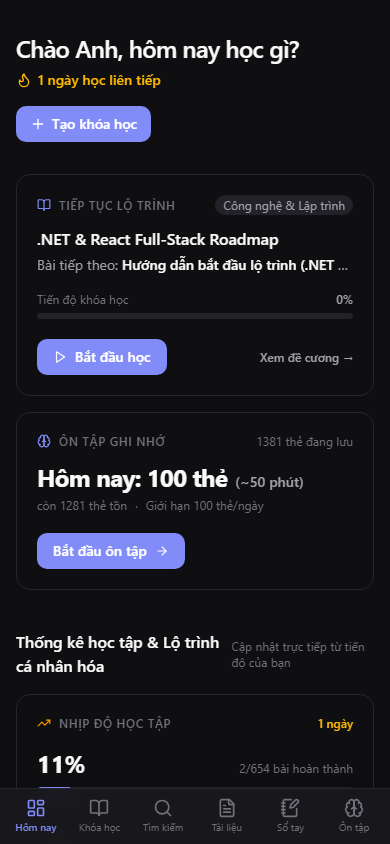 Chào Anh, hôm nay học gì?
1 ngày học liên tiếp
+ Tạo khóa học
TIẾP TỤC LỘ TRÌNH
Công nghệ & Lập trình
.NET & React Full-Stack Roadmap
Bài tiếp theo: Hướng dẫn bắt đầu lộ trình (.NET ...
Tiến độ khóa học
0%
Bắt đầu học
Xem đề cương →
ÔN TẬP GHI NHỚ
1381 thẻ đang lưu
Hôm nay: 100 thẻ (~50 phút)
còn 1281 thẻ tồn · Giới hạn 100 thẻ/ngày
Bắt đầu ôn tập →
Thống kê học tập & Lộ trình
cá nhân hóa
Cập nhật trực tiếp từ tiến
độ của bạn
NHỊP ĐỘ HỌC TẬP
1 ngày
11%
2/654 bài hoàn thành
Hôm nay
Khóa học
Tìm kiếm
Tài liệu
Sổ tay
Ôn tập